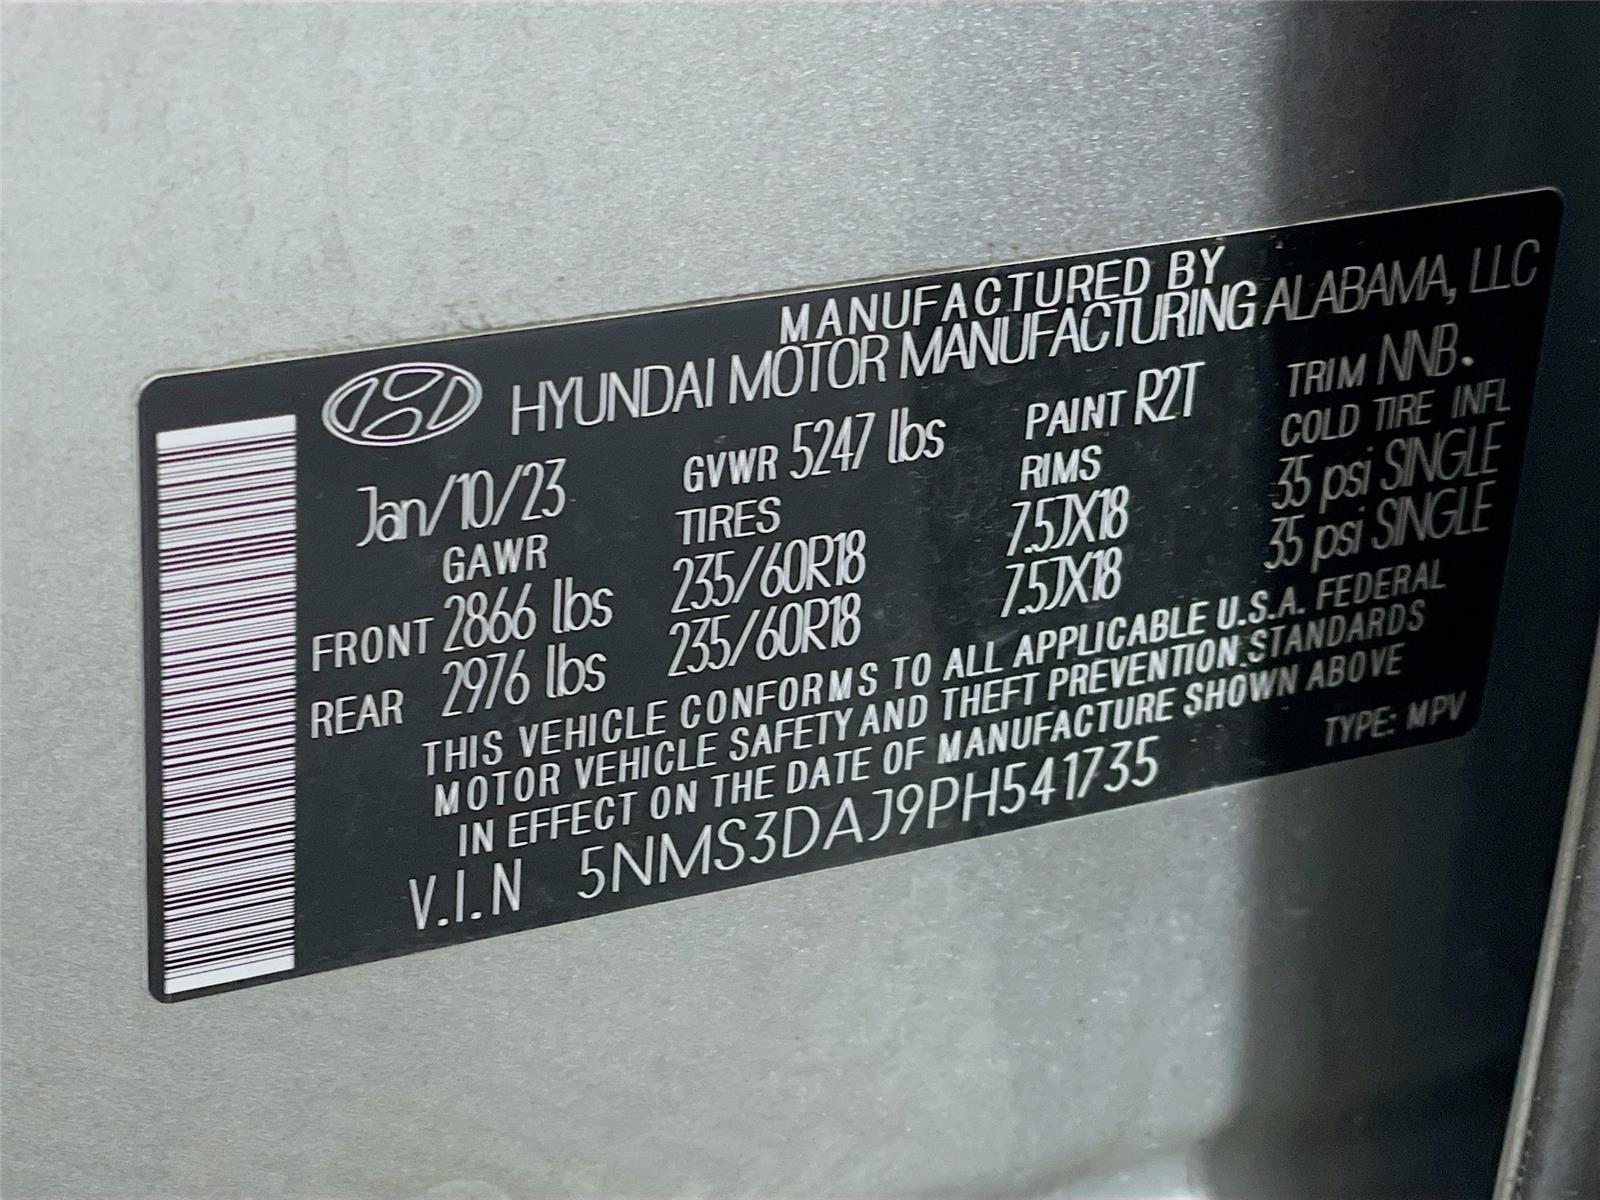 MANUFACTURED BY
HYUNDAI MOTOR MANUFACTURING ALABAMA, LLC
Jan/10/23 GVWR 5247 lbs PAINT R2T TRIM NNB.
GAWR TIRES RIMS COLD TIRE INFL
FRONT 2866 lbs 235/60R18 7.5JX18 35 psi SINGLE
REAR 2976 lbs 235/60R18 7.5JX18 35 psi SINGLE
THIS VEHICLE CONFORMS TO ALL APPLICABLE U.S.A. FEDERAL
MOTOR VEHICLE SAFETY AND THEFT PREVENTION STANDARDS
IN EFFECT ON THE DATE OF MANUFACTURE SHOWN ABOVE
V.I.N 5NMS3DAJ9PH541735 TYPE: MPV